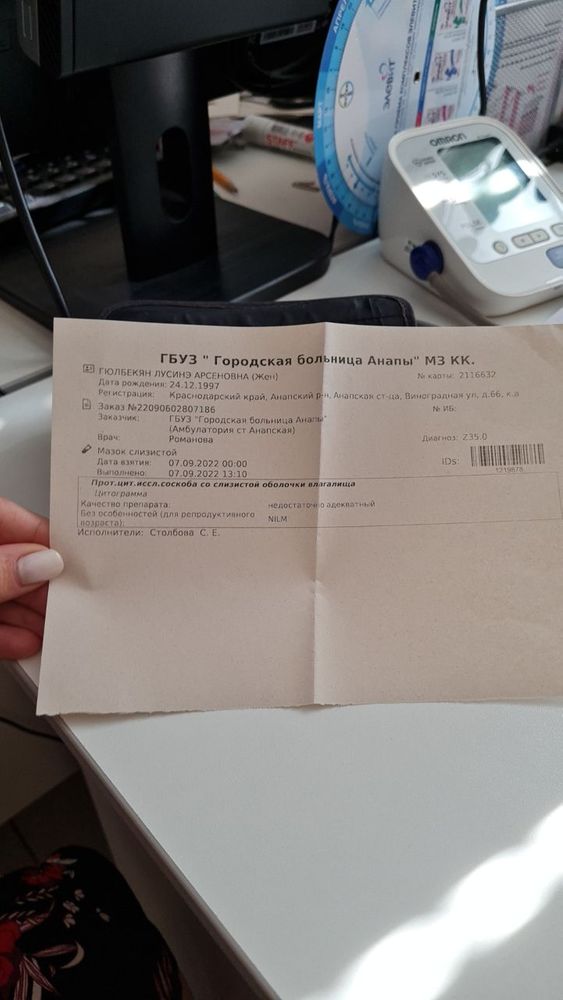 ЭЛЕВИТ
OMRON
ГБУЗ " Городская больница Анапы" МЗ КК.
ГЮЛБЕКЯН ЛУСИНЭ АРСЕНОВНА (Жен)
№ карты: 2116632
Дата рождения: 24.12.1997
Регистрация: Краснодарский край, Анапский р-н, Анапская ст-ца, Виноградная ул, д.66, к.а
Заказ №22090602807186
№ ИБ:
Заказчик: ГБУЗ "Городская больница Анапы"
(Амбулатория ст Анапская)
Врач: Романова
Диагноз: Z35.0
Мазок слизистой
Дата взятия: 07.09.2022 00:00
IDs:
Выполнено: 07.09.2022 13:10
1219878
Прот.цит.иссл.соскоба со слизистой оболочки влагалища
Цитограмма
Качество препарата: недостаточно адекватный
Без особенностей (для репродуктивного
возраста): NILM
Исполнители: Столбова С. Е.